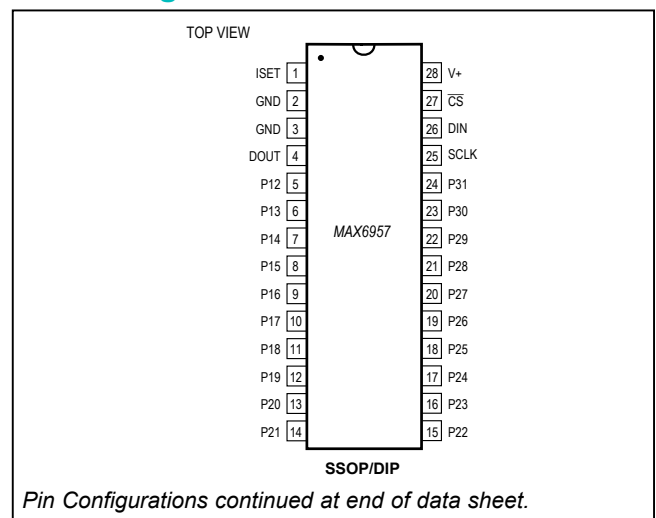 TOP VIEW
ISET 1 28 V+
GND 2 27 C̅S̅
GND 3 26 DIN
DOUT 4 25 SCLK
P12 5 24 P31
P13 6 23 P30
P14 7 MAX6957 22 P29
P15 8 21 P28
P16 9 20 P27
P17 10 19 P26
P18 11 18 P25
P19 12 17 P24
P20 13 16 P23
P21 14 15 P22
SSOP/DIP
Pin Configurations continued at end of data sheet.